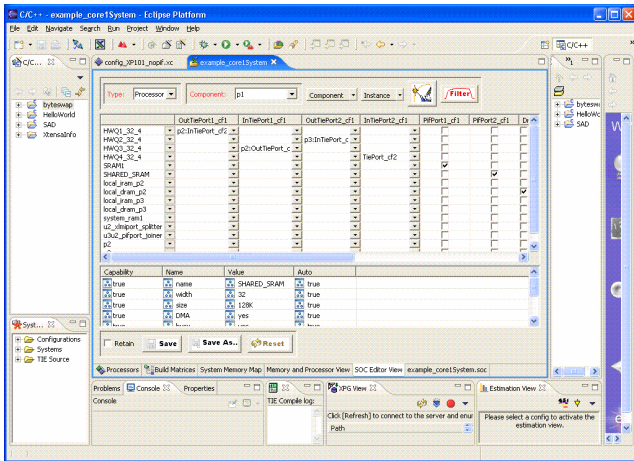 C/C++ - example_core1System - Eclipse Platform
File Edit Navigate Search Run Project Window Help
C/C++
C/C...
config_XP101_nopif.xc
example_core1System
byteswap
HelloWorld
SAD
XtensaInfo
Type: Processor Component: p1 Component Instance Filter
OutTiePort1_cf1 InTiePort1_cf1 OutTiePort2_cf1 InTiePort2_cf1 PifPort1_cf1 PifPort2_cf1
HWQ1_32_4 p2:InTiePort_cf2
HWQ2_32_4 p3:InTiePort_c
HWQ3_32_4 p2:OutTiePort_c
HWQ4_32_4 TiePort_cf2
SRAM1
SHARED_SRAM
local_iram_p2
local_dram_p2
local_iram_p3
local_dram_p3
system_ram1
u2_xlmiport_splitter
u3u2_pifport_joiner
p2
Capability Name Value Auto
true name SHARED_SRAM true
true width 32 true
true size 128K true
true DMA yes true
Retain Save Save As.. Reset
Processors Build Matrices System Memory Map Memory and Processor View SOC Editor View example_core1System.soc
Syst...
Configurations
Systems
TIE Source
HelloWc
SAD
Problems Console Properties
Console
TIE Compile log:
XPG View
Click [Refresh] to connect to the server and enur
Path
Estimation View
Please select a config to activate the
estimation view.